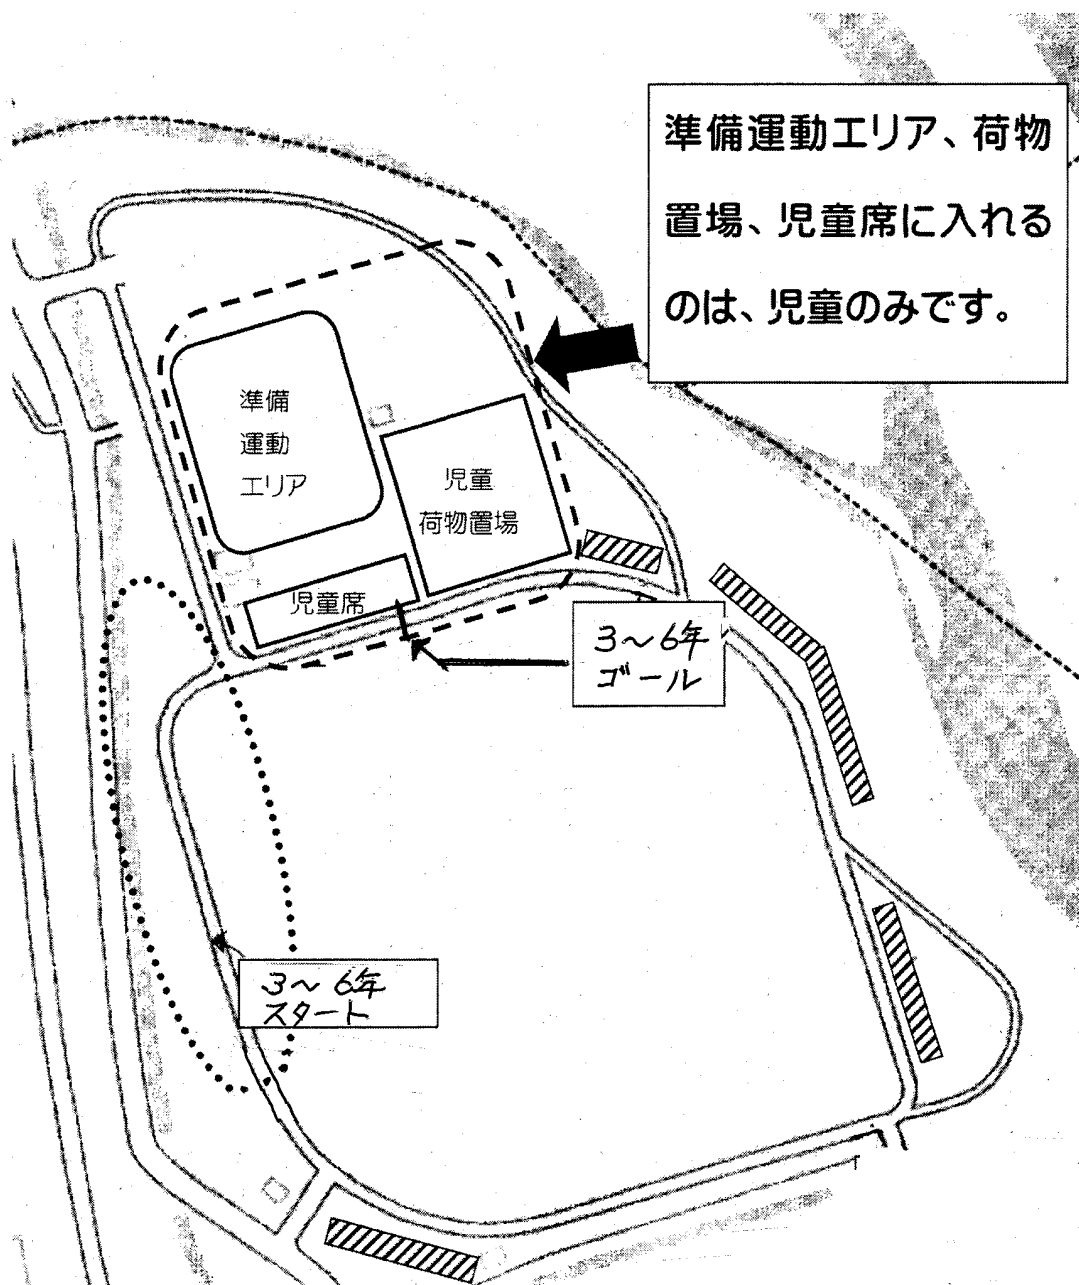 準備運動エリア、荷物
置場、児童席に入れる
のは、児童のみです。
準備
運動
エリア
児童
荷物置場
児童席
3〜6年
ゴール
3〜6年
スタート